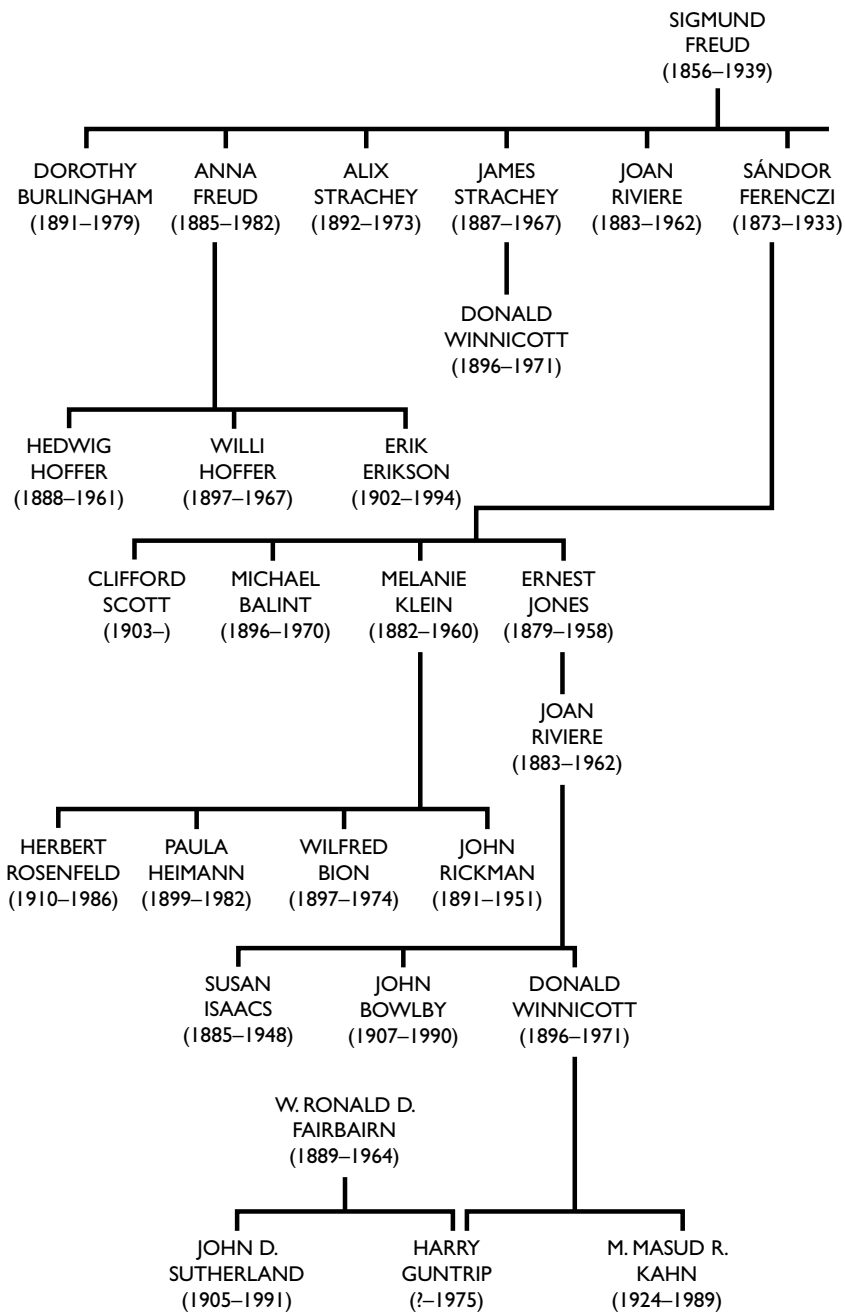 SIGMUND
FREUD
(1856–1939)
DOROTHY
BURLINGHAM
(1891–1979)
ANNA
FREUD
(1885–1982)
ALIX
STRACHEY
(1892–1973)
JAMES
STRACHEY
(1887–1967)
JOAN
RIVIERE
(1883–1962)
SÁNDOR
FERENCZI
(1873–1933)
DONALD
WINNICOTT
(1896–1971)
HEDWIG
HOFFER
(1888–1961)
WILLI
HOFFER
(1897–1967)
ERIK
ERIKSON
(1902–1994)
CLIFFORD
SCOTT
(1903–)
MICHAEL
BALINT
(1896–1970)
MELANIE
KLEIN
(1882–1960)
ERNEST
JONES
(1879–1958)
JOAN
RIVIERE
(1883–1962)
HERBERT
ROSENFELD
(1910–1986)
PAULA
HEIMANN
(1899–1982)
WILFRED
BION
(1897–1974)
JOHN
RICKMAN
(1891–1951)
SUSAN
ISAACS
(1885–1948)
JOHN
BOWLBY
(1907–1990)
DONALD
WINNICOTT
(1896–1971)
W. RONALD D.
FAIRBAIRN
(1889–1964)
JOHN D.
SUTHERLAND
(1905–1991)
HARRY
GUNTRIP
(?–1975)
M. MASUD R.
KAHN
(1924–1989)